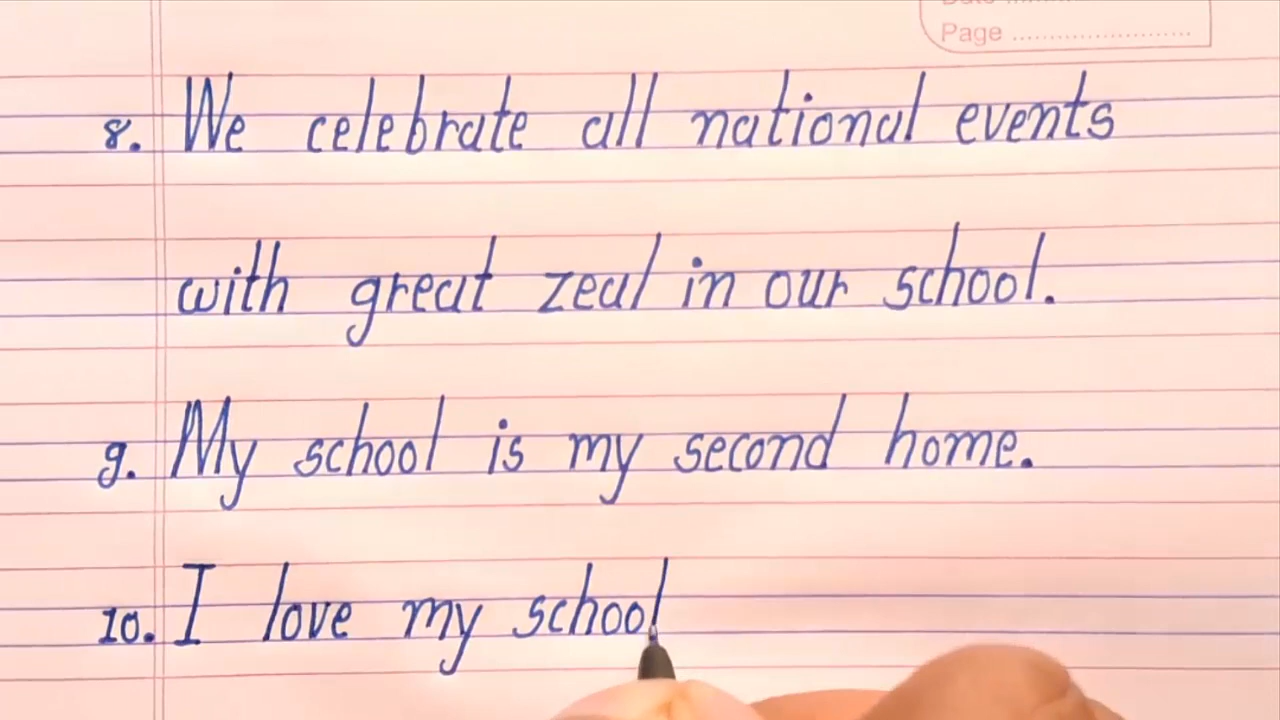 Page ........................
8. We celebrate all national events
with great zeal in our school.
9. My school is my second home.
10. I love my school